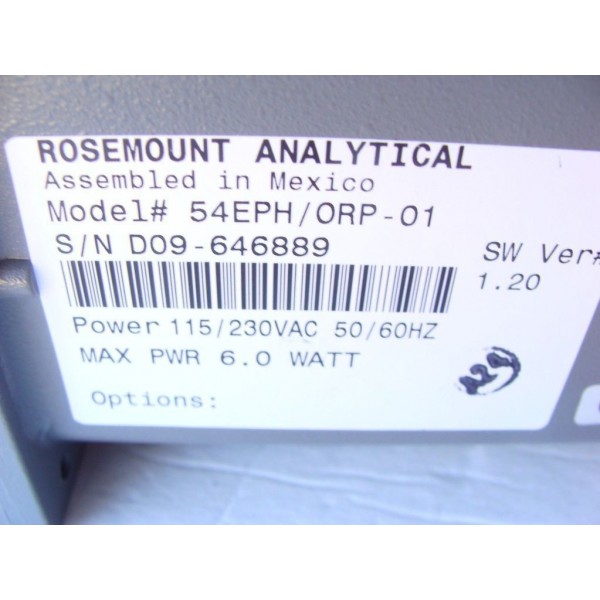 ROSEMOUNT ANALYTICAL
Assembled in Mexico
Model# 54EPH/ORP-01
S/N D09-646889
SW Ver#
1.20
Power 115/230VAC 50/60HZ
MAX PWR 6.0 WATT
A24
Options: